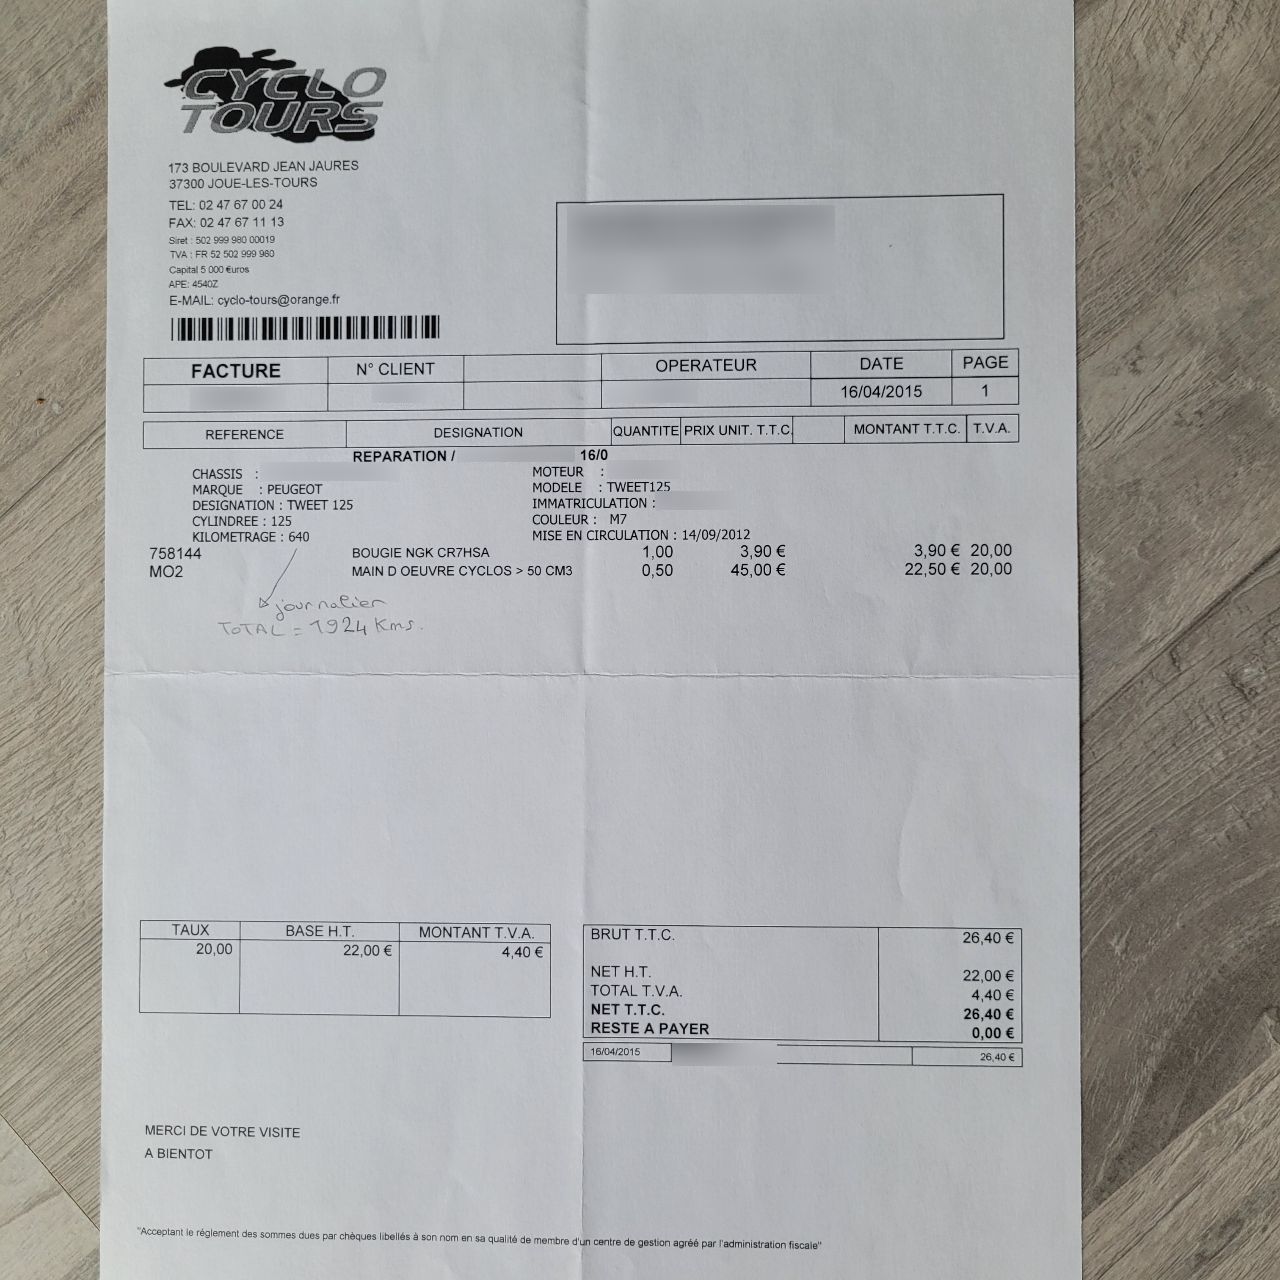 CYCLO
TOURS
173 BOULEVARD JEAN JAURES
37300 JOUE-LES-TOURS
TEL: 02 47 67 00 24
FAX: 02 47 67 11 13
Siret : 502 999 980 00019
TVA : FR 52 502 999 980
Capital 5 000 €uros
APE: 4540Z
E-MAIL: cyclo-tours@orange.fr
FACTURE N° CLIENT OPERATEUR DATE PAGE
16/04/2015 1
REFERENCE DESIGNATION QUANTITE PRIX UNIT. T.T.C. MONTANT T.T.C. T.V.A.
REPARATION / 16/0
CHASSIS : MOTEUR :
MARQUE : PEUGEOT MODELE : TWEET125
DESIGNATION : TWEET 125 IMMATRICULATION :
CYLINDREE : 125 COULEUR : M7
KILOMETRAGE : 640 MISE EN CIRCULATION : 14/09/2012
758144 BOUGIE NGK CR7HSA 1,00 3,90 € 3,90 € 20,00
MO2 MAIN D OEUVRE CYCLOS > 50 CM3 0,50 45,00 € 22,50 € 20,00
journalier
TOTAL = 1924 Kms.
TAUX BASE H.T. MONTANT T.V.A.
20,00 22,00 € 4,40 €
BRUT T.T.C. 26,40 €
NET H.T. 22,00 €
TOTAL T.V.A. 4,40 €
NET T.T.C. 26,40 €
RESTE A PAYER 0,00 €
16/04/2015 26,40 €
MERCI DE VOTRE VISITE
A BIENTOT
"Acceptant le réglement des sommes dues par chèques libellés à son nom en sa qualité de membre d'un centre de gestion agréé par l'administration fiscale"